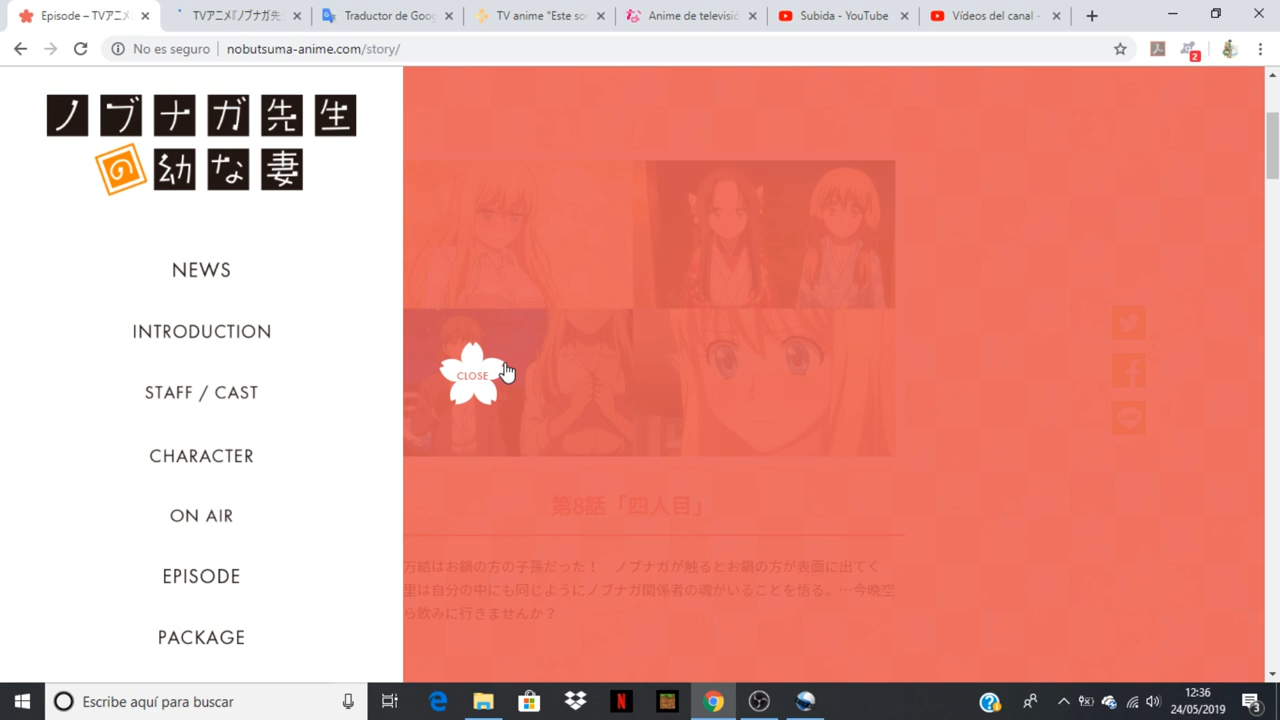 Episode – TVアニメ
TVアニメ『ノブナガ先
Traductor de Goog
TV anime "Este so
Anime de televisió
Subida - YouTube
Vídeos del canal -
No es seguro
nobutsuma-anime.com/story/
2
ノブナガ先生
の幼な妻
NEWS
INTRODUCTION
STAFF / CAST
CHARACTER
ON AIR
EPISODE
PACKAGE
CLOSE
第8話「四人目」
万結はお鍋の方の子孫だった！ ノブナガが触るとお鍋の方が表面に出てく
里は自分の中にも同じようにノブナガ関係者の魂がいることを悟る。…今晩空
ら飲みに行きませんか？
Escribe aquí para buscar
12:36
24/05/2019
3